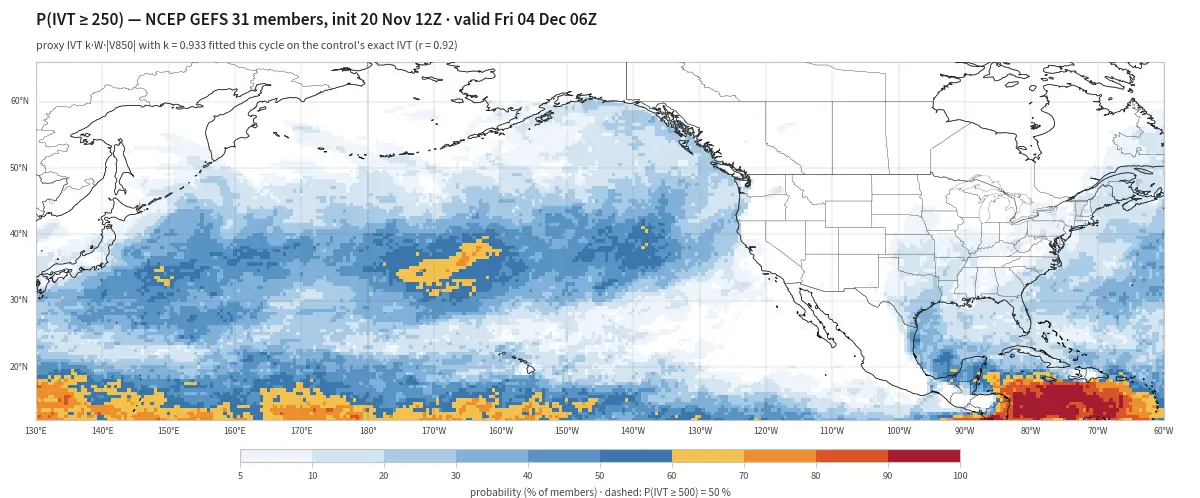 P(IVT ≥ 250) — NCEP GEFS 31 members, init 20 Nov 12Z · valid Fri 04 Dec 06Z
proxy IVT k·W·|V850| with k = 0.933 fitted this cycle on the control's exact IVT (r = 0.92)
60°N
50°N
40°N
30°N
20°N
130°E 140°E 150°E 160°E 170°E 180° 170°W 160°W 150°W 140°W 130°W 120°W 110°W 100°W 90°W 80°W 70°W 60°W
5 10 20 30 40 50 60 70 80 90 100
probability (% of members) · dashed: P(IVT ≥ 500) = 50 %